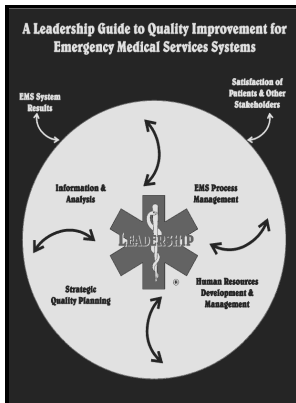 A Leadership Guide to Quality Improvement for
Emergency Medical Services Systems
Satisfaction of
Patients & Other
Stakeholders
EMS System
Results
Information &
Analysis
EMS Process
Management
LEADERSHIP
®
Strategic
Quality Planning
Human Resources
Development &
Management